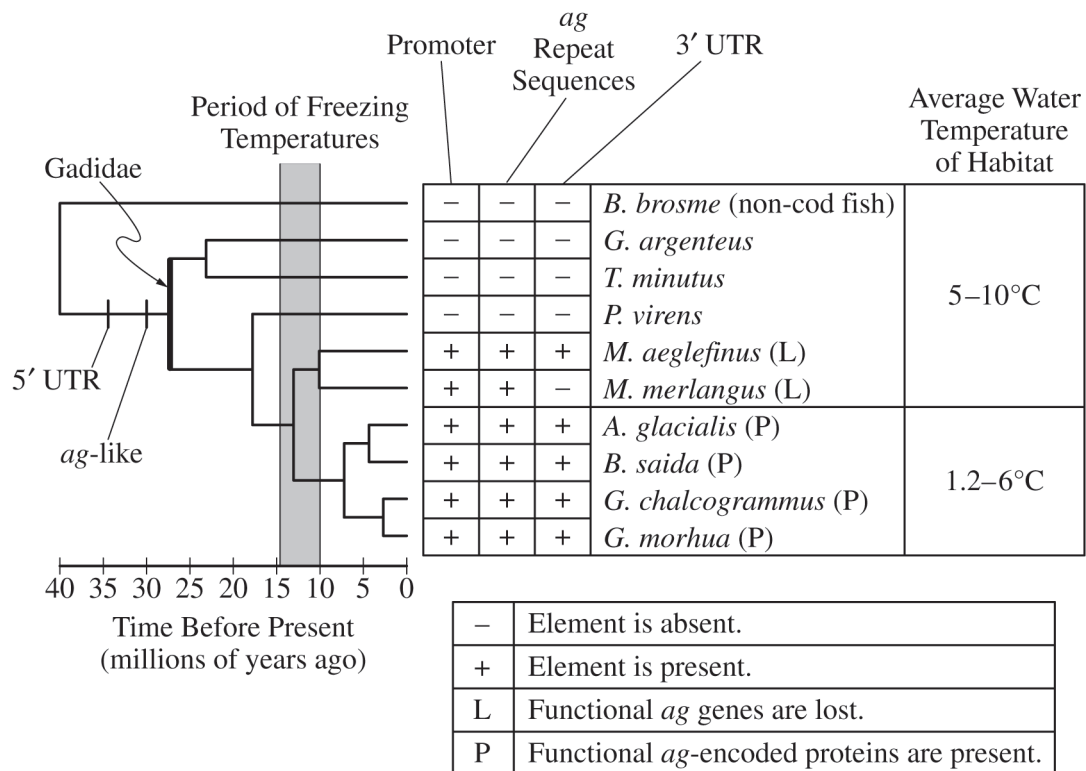 ag
Promoter
Repeat
Sequences
3′ UTR
Period of Freezing
Temperatures
Average Water
Temperature
of Habitat
Gadidae
– – – B. brosme (non-cod fish)
– – – G. argenteus
– – – T. minutus
– – – P. virens
5–10°C
+ + + M. aeglefinus (L)
+ + – M. merlangus (L)
+ + + A. glacialis (P)
+ + + B. saida (P)
+ + + G. chalcogrammus (P)
+ + + G. morhua (P)
1.2–6°C
5′ UTR
ag-like
40 35 30 25 20 15 10 5 0
Time Before Present
(millions of years ago)
– Element is absent.
+ Element is present.
L Functional ag genes are lost.
P Functional ag-encoded proteins are present.